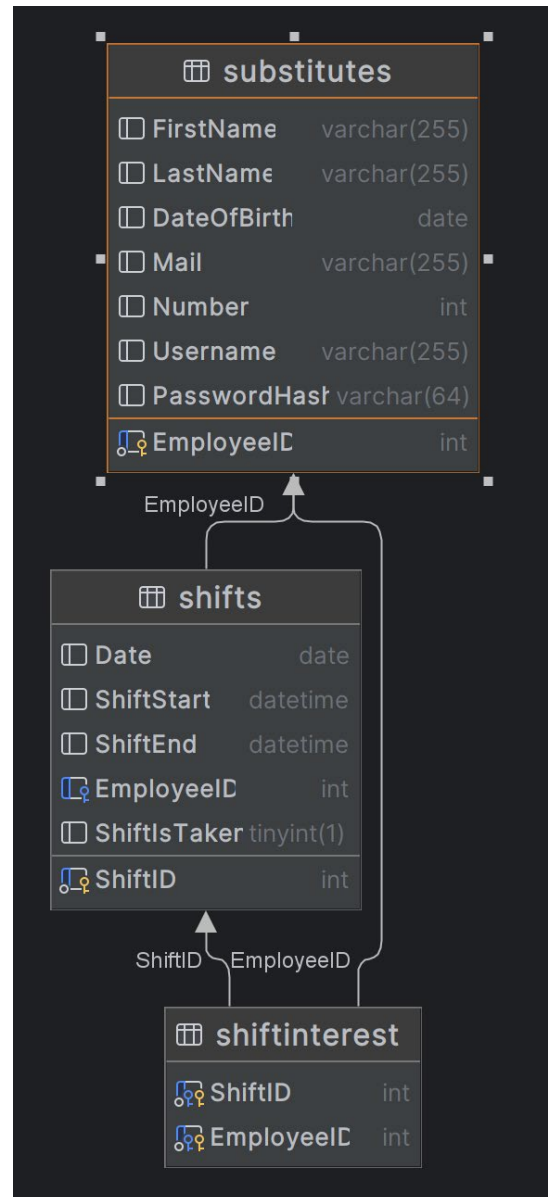 substitutes
FirstName varchar(255)
LastName varchar(255)
DateOfBirth date
Mail varchar(255)
Number int
Username varchar(255)
PasswordHash varchar(64)
EmployeeID int
EmployeeID
shifts
Date date
ShiftStart datetime
ShiftEnd datetime
EmployeeID int
ShiftIsTaken tinyint(1)
ShiftID int
ShiftID EmployeeID
shiftinterest
ShiftID int
EmployeeID int